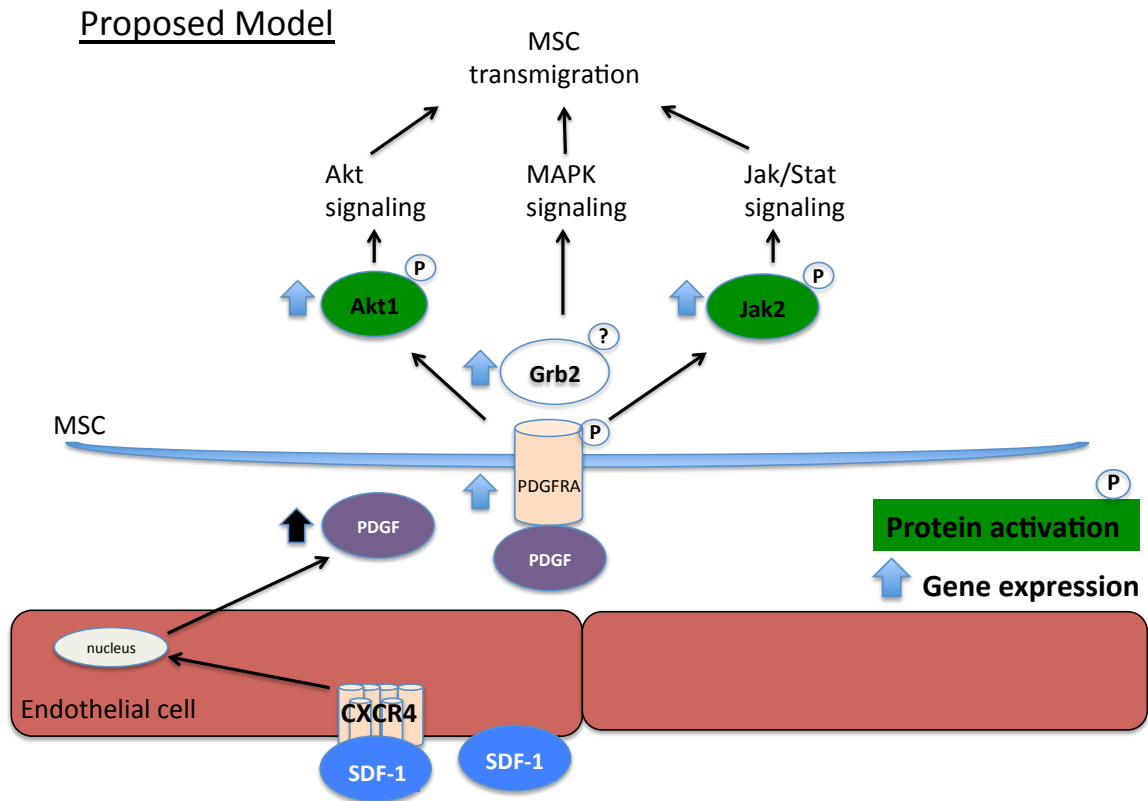 Proposed Model
MSC
transmigration
Akt
signaling
MAPK
signaling
Jak/Stat
signaling
P
Akt1
P
Jak2
?
Grb2
P
MSC
PDGFRA
PDGF
PDGF
P
Protein activation
Gene expression
nucleus
Endothelial cell
CXCR4
SDF-1
SDF-1